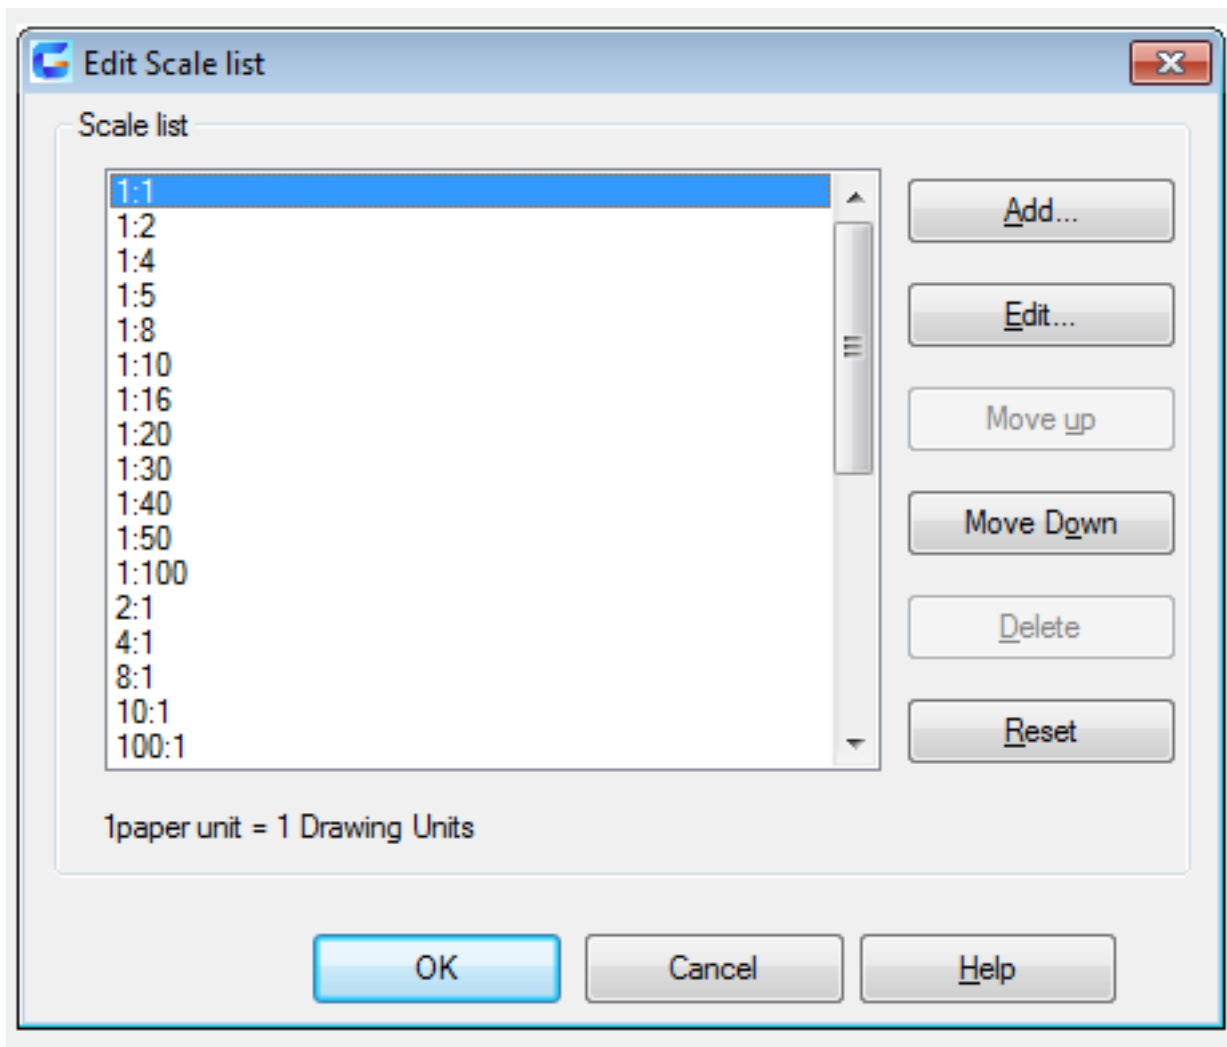 Edit Scale list
Scale list
1:1
1:2
1:4
1:5
1:8
1:10
1:16
1:20
1:30
1:40
1:50
1:100
2:1
4:1
8:1
10:1
100:1
Add...
Edit...
Move up
Move Down
Delete
Reset
1paper unit = 1 Drawing Units
OK
Cancel
Help